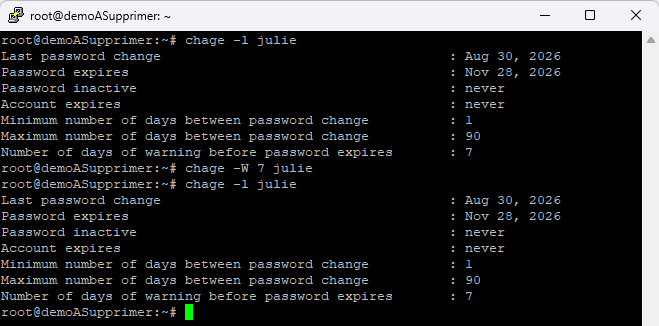 root@demoASupprimer: ~
root@demoASupprimer:~# chage -l julie
Last password change : Aug 30, 2026
Password expires : Nov 28, 2026
Password inactive : never
Account expires : never
Minimum number of days between password change : 1
Maximum number of days between password change : 90
Number of days of warning before password expires : 7
root@demoASupprimer:~# chage -W 7 julie
root@demoASupprimer:~# chage -l julie
Last password change : Aug 30, 2026
Password expires : Nov 28, 2026
Password inactive : never
Account expires : never
Minimum number of days between password change : 1
Maximum number of days between password change : 90
Number of days of warning before password expires : 7
root@demoASupprimer:~#